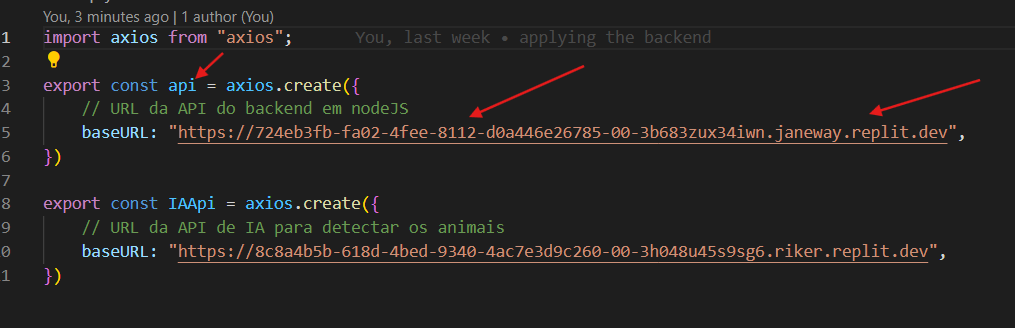 You, 3 minutes ago | 1 author (You)
1 import axios from "axios"; You, last week • applying the backend
2
3 export const api = axios.create({
4 // URL da API do backend em nodeJS
5 baseURL: "https://724eb3fb-fa02-4fee-8112-d0a446e26785-00-3b683zux34iwn.janeway.replit.dev",
6 })
7
8 export const IAApi = axios.create({
9 // URL da API de IA para detectar os animais
0 baseURL: "https://8c8a4b5b-618d-4bed-9340-4ac7e3d9c260-00-3h048u45s9sg6.riker.replit.dev",
1 })